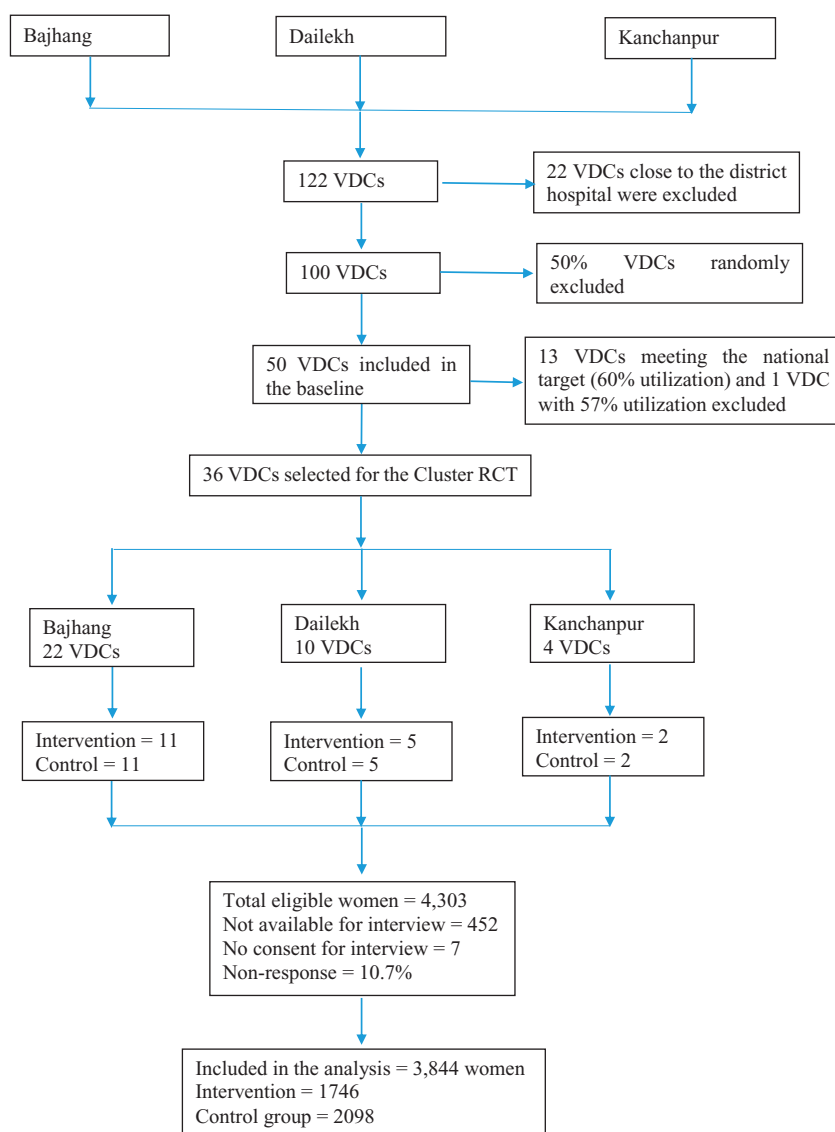 Bajhang
Dailekh
Kanchanpur
122 VDCs
22 VDCs close to the district
hospital were excluded
100 VDCs
50% VDCs randomly
excluded
50 VDCs included in
the baseline
13 VDCs meeting the national
target (60% utilization) and 1 VDC
with 57% utilization excluded
36 VDCs selected for the Cluster RCT
Bajhang
22 VDCs
Dailekh
10 VDCs
Kanchanpur
4 VDCs
Intervention = 11
Control = 11
Intervention = 5
Control = 5
Intervention = 2
Control = 2
Total eligible women = 4,303
Not available for interview = 452
No consent for interview = 7
Non-response = 10.7%
Included in the analysis = 3,844 women
Intervention = 1746
Control group = 2098